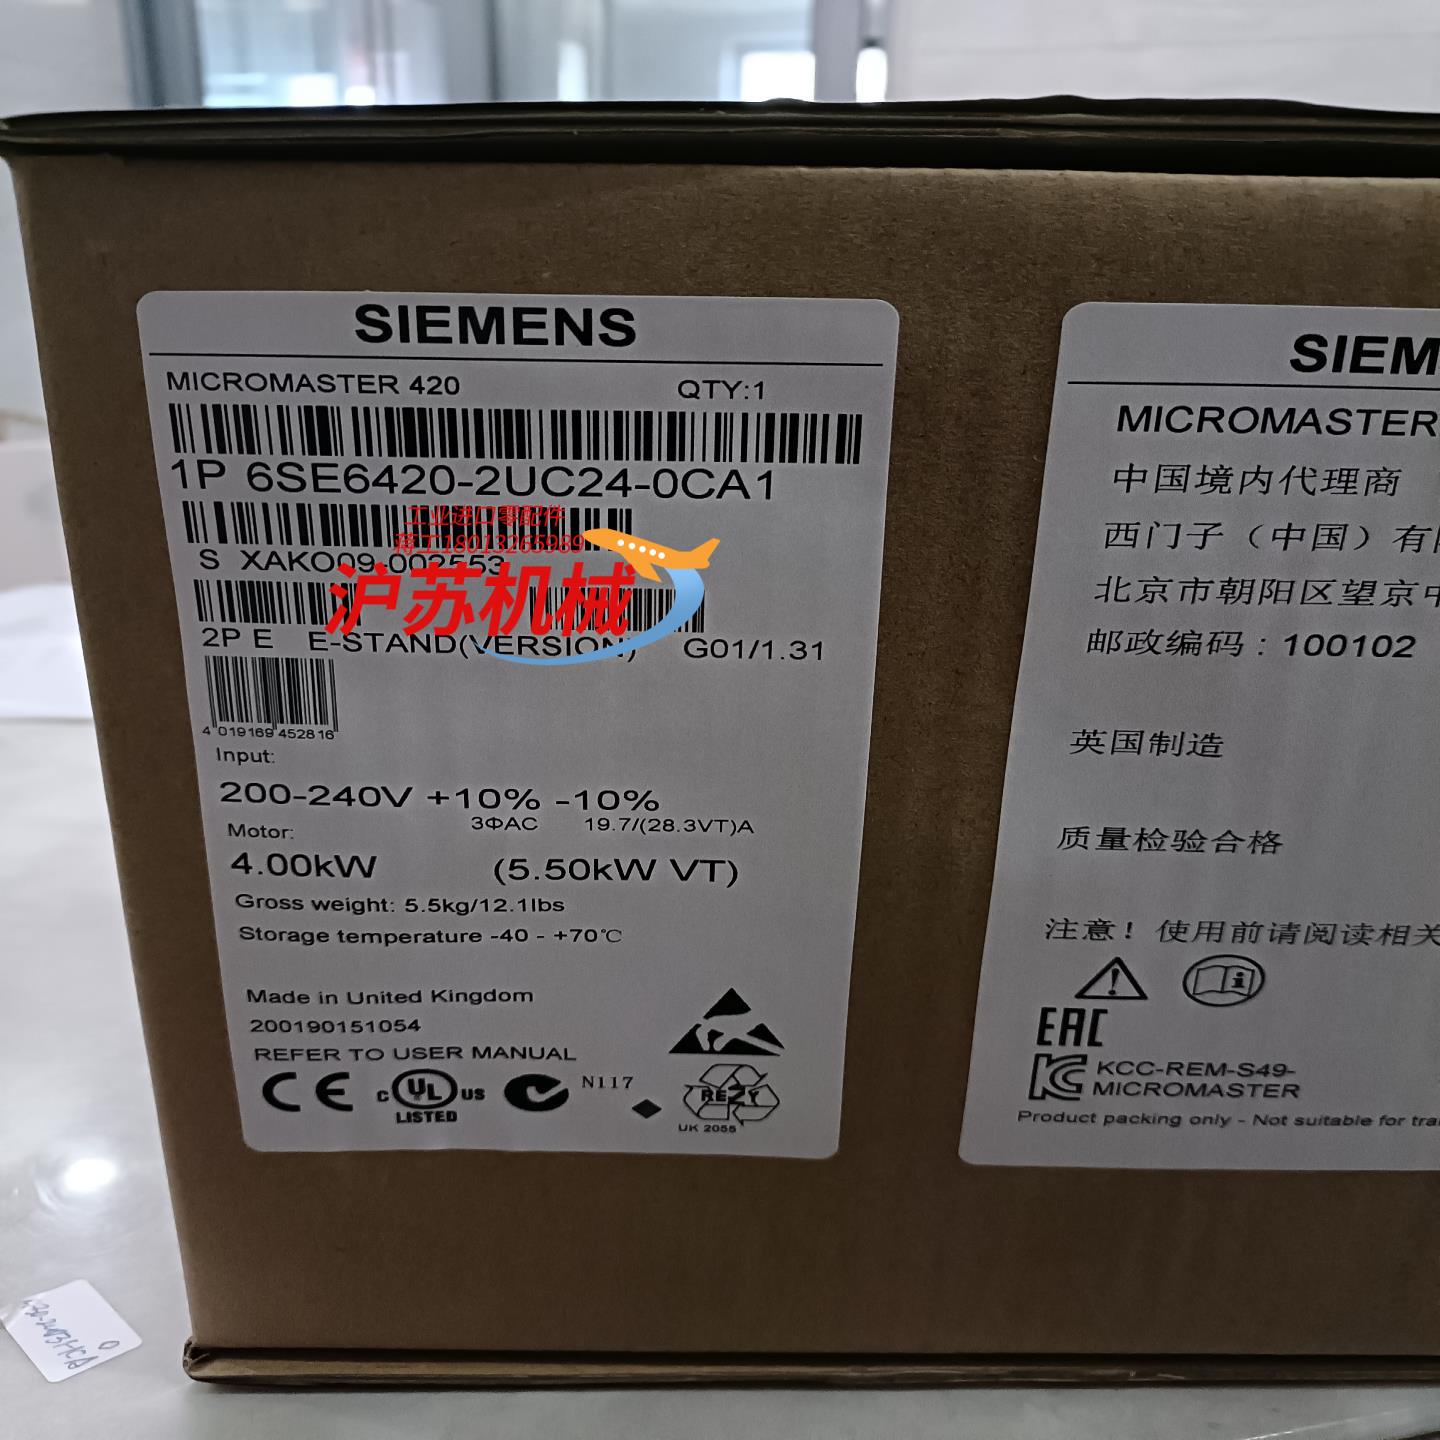 SIEMENS
MICROMASTER 420 QTY:1
1P 6SE6420-2UC24-0CA1
工业进口零配件
蒋工18013265989
S XAKO09-002553
沪苏机械
2P E E-STAND(VERSION) G01/1.31
4 019169 452816
Input:
200-240V +10% -10%
3ΦAC 19.7/(28.3VT)A
Motor:
4.00kW (5.50kW VT)
Gross weight: 5.5kg/12.1lbs
Storage temperature -40 - +70℃
Made in United Kingdom
200190151054
REFER TO USER MANUAL
CE C UL US LISTED N117
REZY
UK 2055
SIEM
MICROMASTER
中国境内代理商
西门子（中国）有
北京市朝阳区望京中
邮政编码：100102
英国制造
质量检验合格
注意！使用前请阅读相关
EAC
KCC-REM-S49-
MICROMASTER
Product packing only - Not suitable for tra